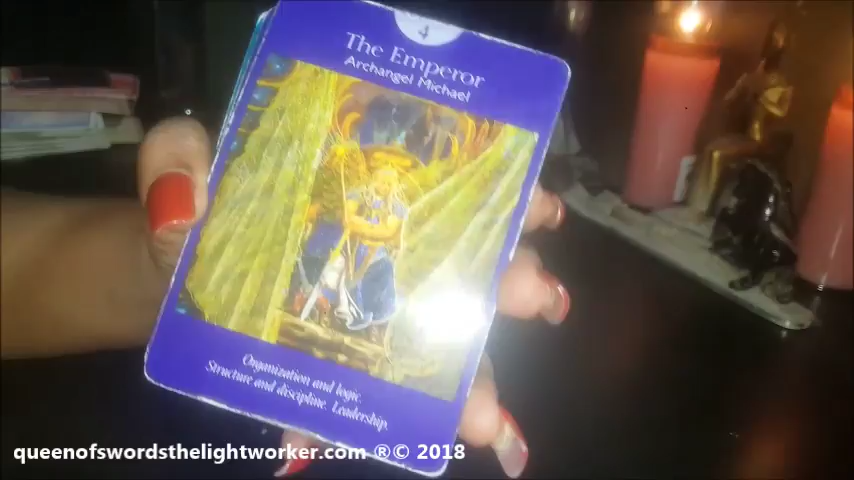 4
The Emperor
Archangel Michael
Organization and logic.
Structure and discipline. Leadership.
queenofswordsthelightworker.com ®© 2018